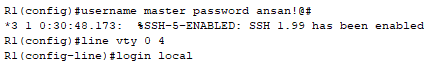 R1(config)#username master password ansan!@#
*3 1 0:30:48.173:  %SSH-5-ENABLED: SSH 1.99 has been enabled
R1(config)#line vty 0 4
R1(config-line)#login local